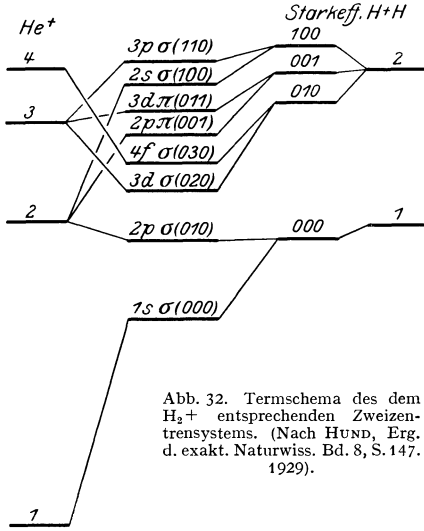 He+
Starkeff. H+H
4
3
2
1
3p σ(110)
2s σ(100)
3d π(011)
2p π(001)
4f σ(030)
3d σ(020)
2p σ(010)
1s σ(000)
100
001
010
000
2
1
Abb. 32. Termschema des dem
H₂+ entsprechenden Zweizen-
trensystems. (Nach HUND, Erg.
d. exakt. Naturwiss. Bd. 8, S. 147.
1929).